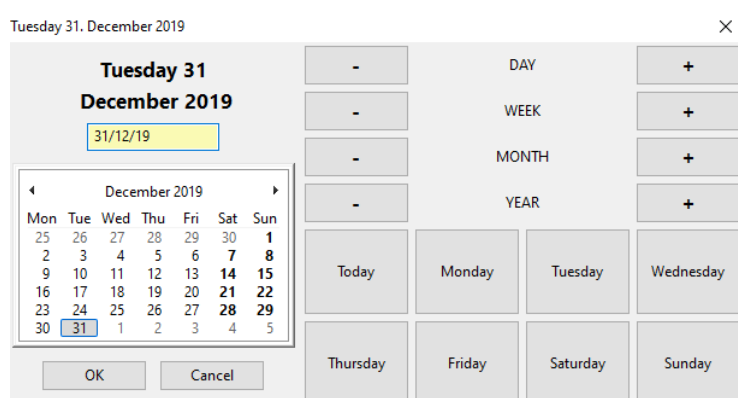 Tuesday 31. December 2019
Tuesday 31
December 2019
31/12/19
December 2019
Mon Tue Wed Thu Fri Sat Sun
25 26 27 28 29 30 1
2 3 4 5 6 7 8
9 10 11 12 13 14 15
16 17 18 19 20 21 22
23 24 25 26 27 28 29
30 31 1 2 3 4 5
OK Cancel
- DAY +
- WEEK +
- MONTH +
- YEAR +
Today Monday Tuesday Wednesday
Thursday Friday Saturday Sunday